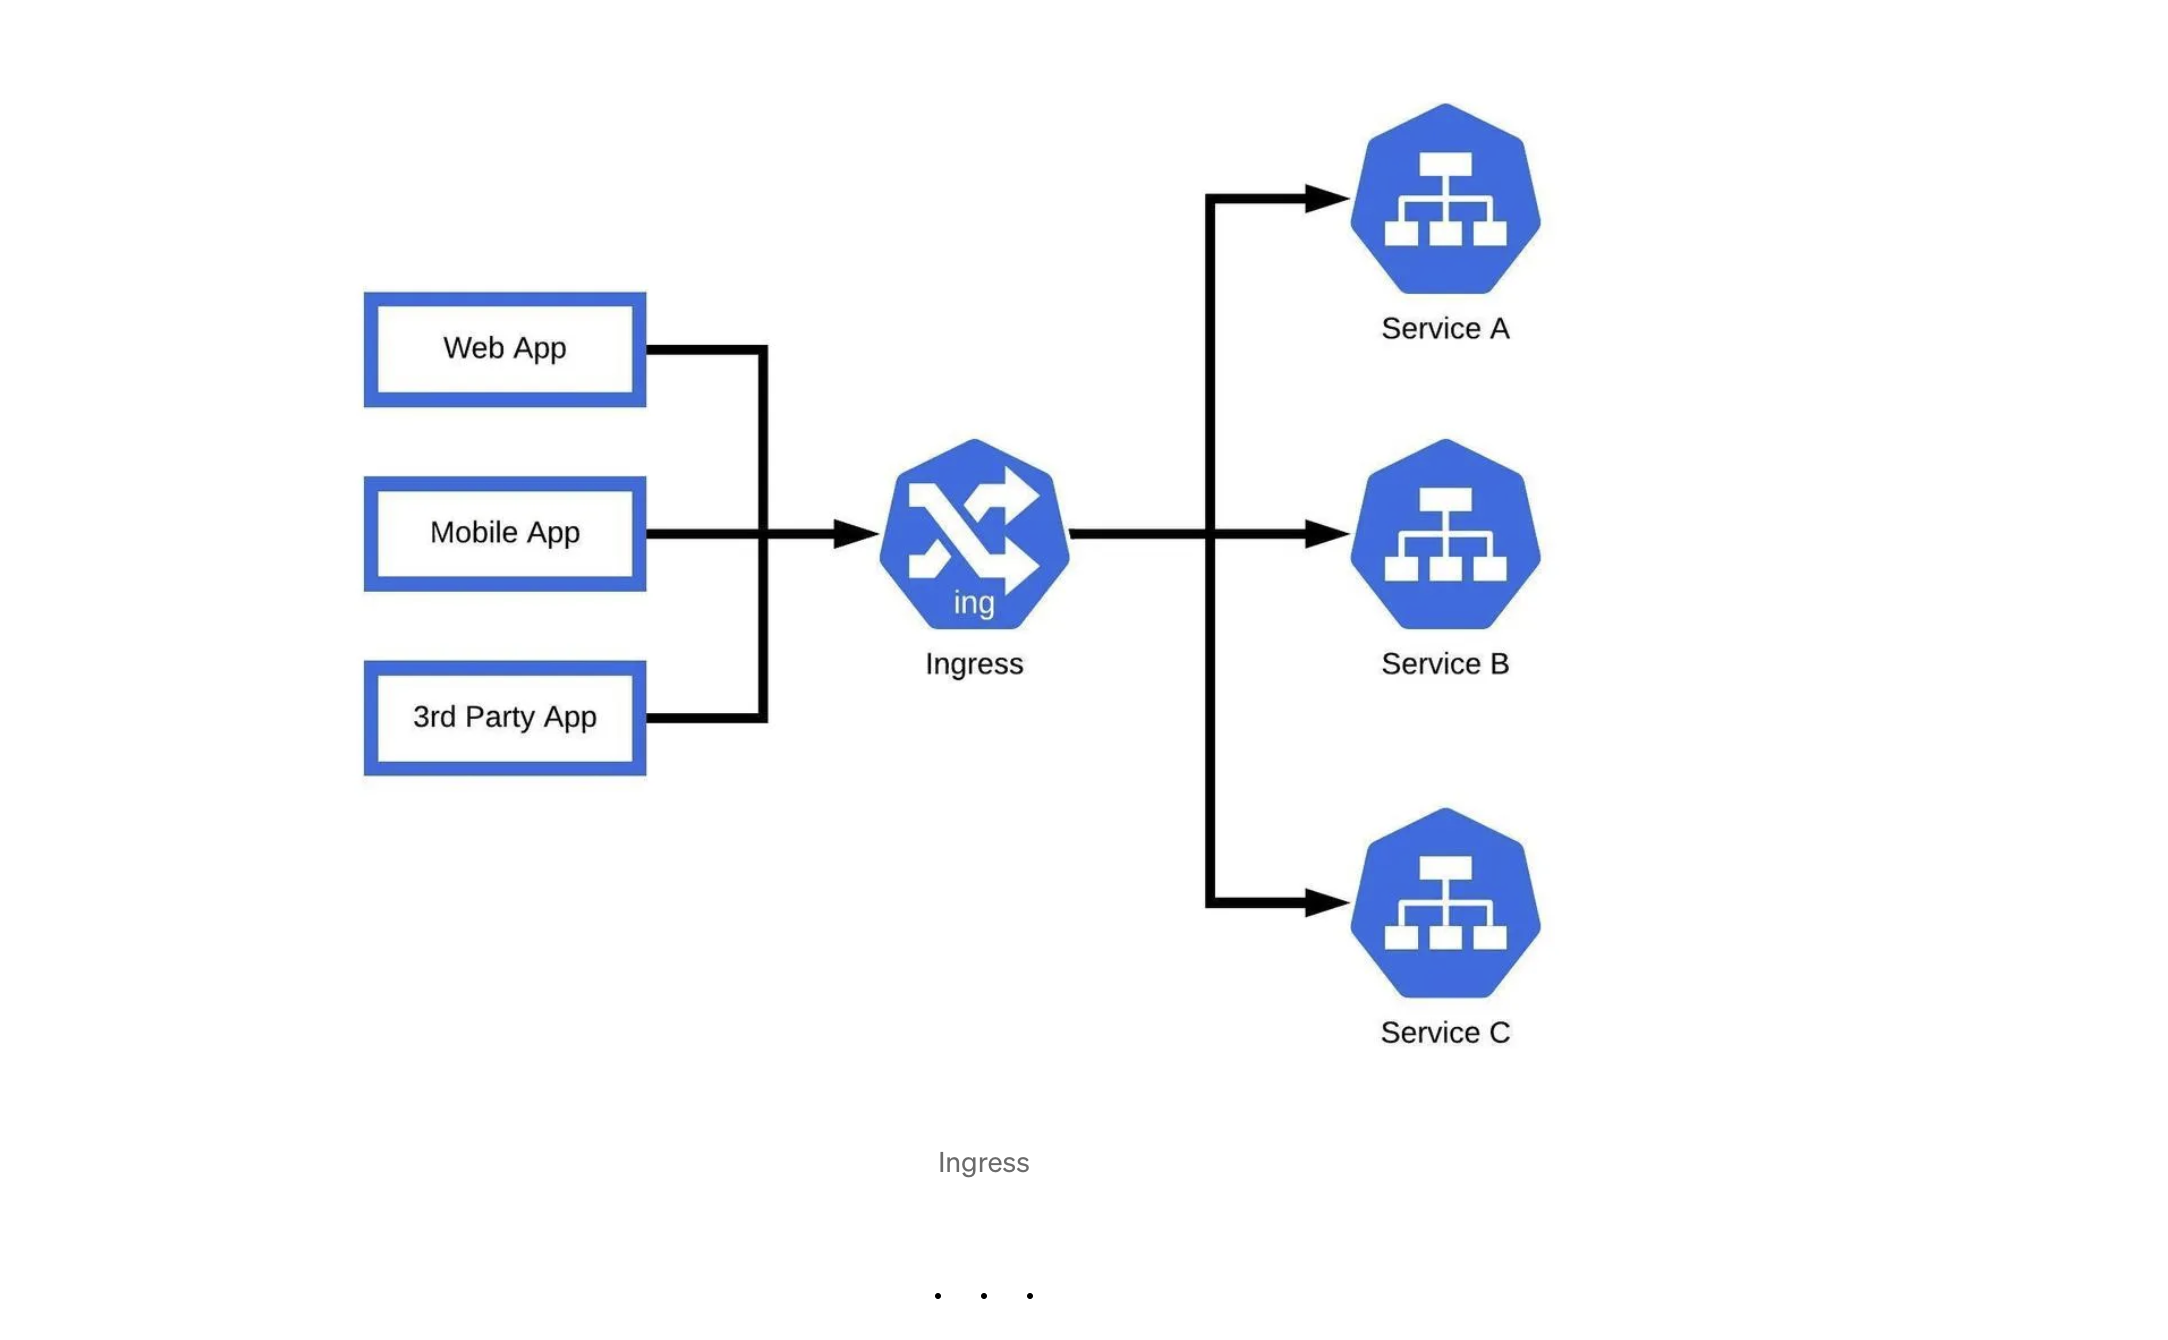 Web App
Mobile App
3rd Party App
ing
Ingress
Service A
Service B
Service C
Ingress
. . .